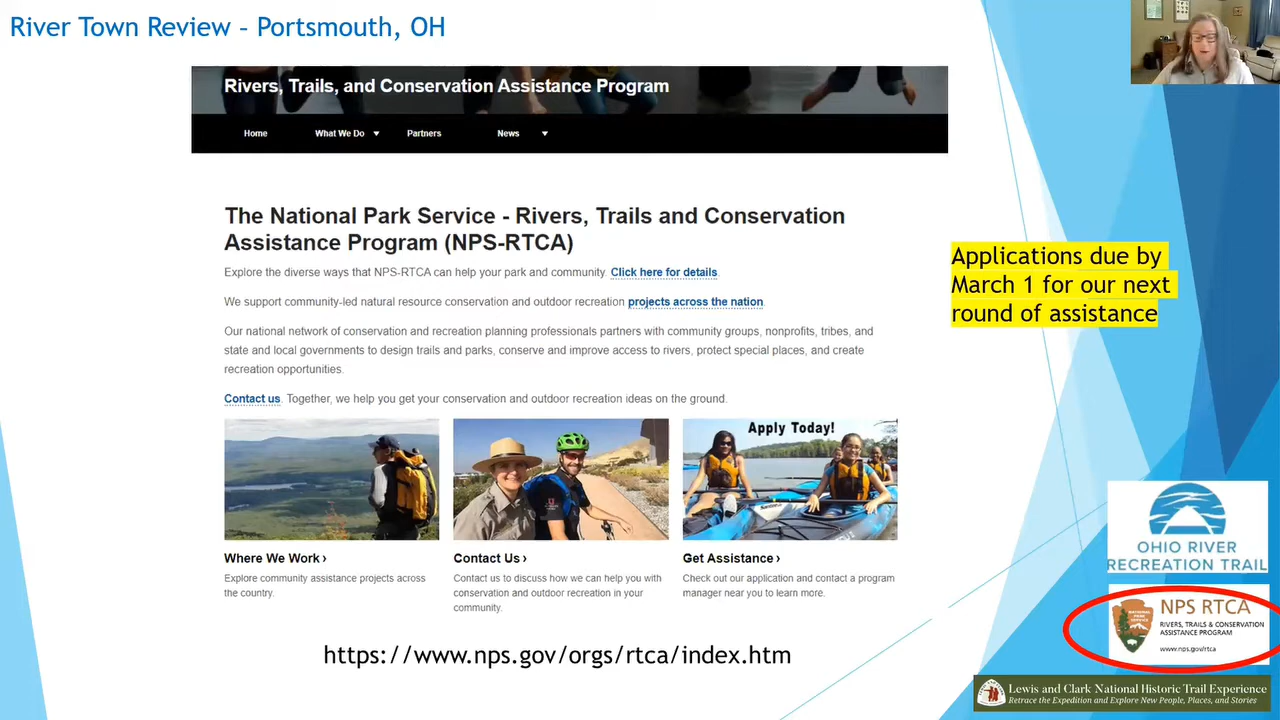 River Town Review – Portsmouth, OH
Rivers, Trails, and Conservation Assistance Program
Home What We Do Partners News
The National Park Service - Rivers, Trails and Conservation
Assistance Program (NPS-RTCA)
Explore the diverse ways that NPS-RTCA can help your park and community. Click here for details.
We support community-led natural resource conservation and outdoor recreation projects across the nation.
Our national network of conservation and recreation planning professionals partners with community groups, nonprofits, tribes, and
state and local governments to design trails and parks, conserve and improve access to rivers, protect special places, and create
recreation opportunities.
Contact us. Together, we help you get your conservation and outdoor recreation ideas on the ground.
Apply Today!
Where We Work ›
Explore community assistance projects across
the country.
Contact Us ›
Contact us to discuss how we can help you with
conservation and outdoor recreation in your
community.
Get Assistance ›
Check out our application and contact a program
manager near you to learn more.
https://www.nps.gov/orgs/rtca/index.htm
Applications due by
March 1 for our next
round of assistance
OHIO RIVER
RECREATION TRAIL
NATIONAL
PARK
SERVICE
NPS RTCA
RIVERS, TRAILS & CONSERVATION
ASSISTANCE PROGRAM
www.nps.gov/rtca
Lewis and Clark National Historic Trail Experience
Retrace the Expedition and Explore New People, Places, and Stories